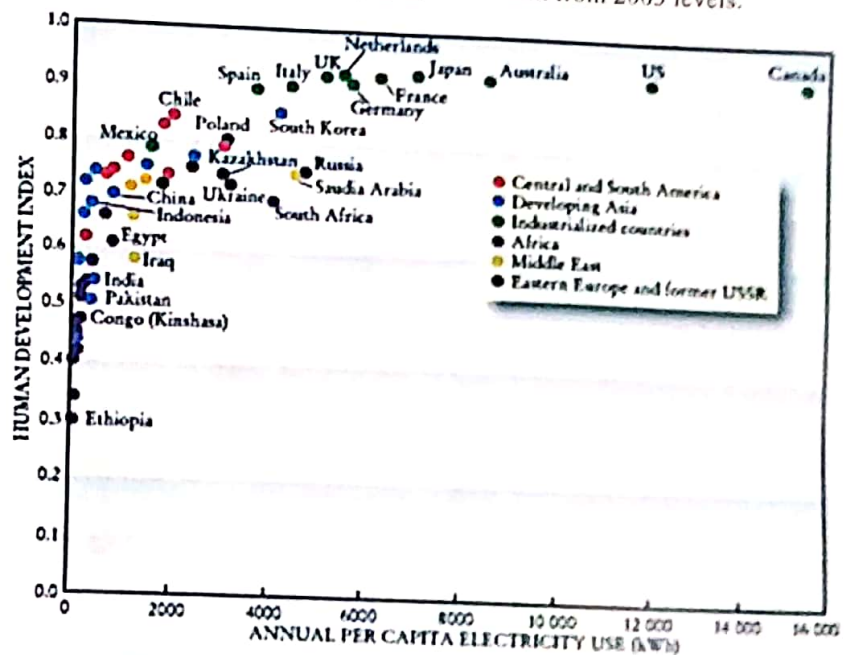 from 2005 levels.
HUMAN DEVELOPMENT INDEX
1.0
0.9
0.8
0.7
0.6
0.5
0.4
0.3
0.2
0.1
0.0
Netherlands
Spain
Italy
UK
Japan
Australia
US
Canada
France
Germany
Chile
Mexico
Poland
South Korea
Kazakhstan
Russia
Saudia Arabia
China
Ukraine
South Africa
Indonesia
Egypt
Iraq
India
Pakistan
Congo (Kinshasa)
Ethiopia
Central and South America
Developing Asia
Industrialized countries
Africa
Middle East
Eastern Europe and former USSR
0
2000
4000
6000
8000
10 000
12 000
14 000
16 000
ANNUAL PER CAPITA ELECTRICITY USE (kWh)